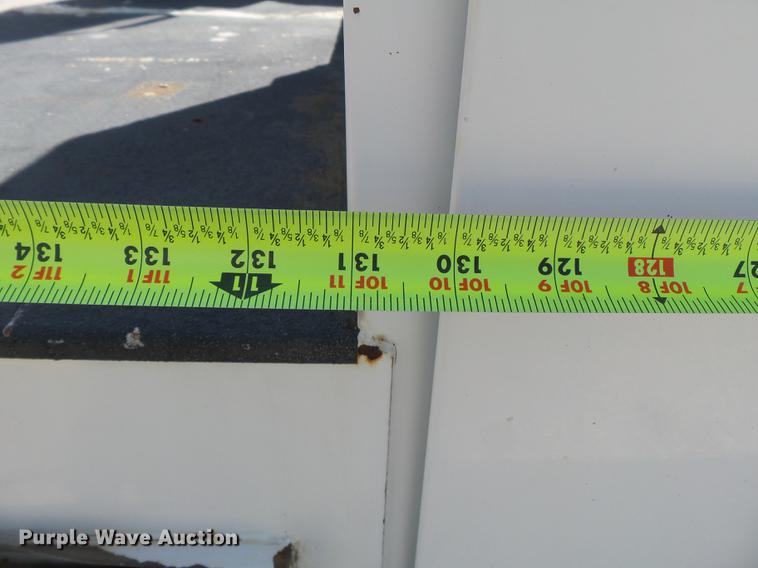 7 127
10F 8 128
10F 9 129
10F 10 130
10F 11 131
11 132
11F 1 133
11F 2 134
Purple Wave Auction